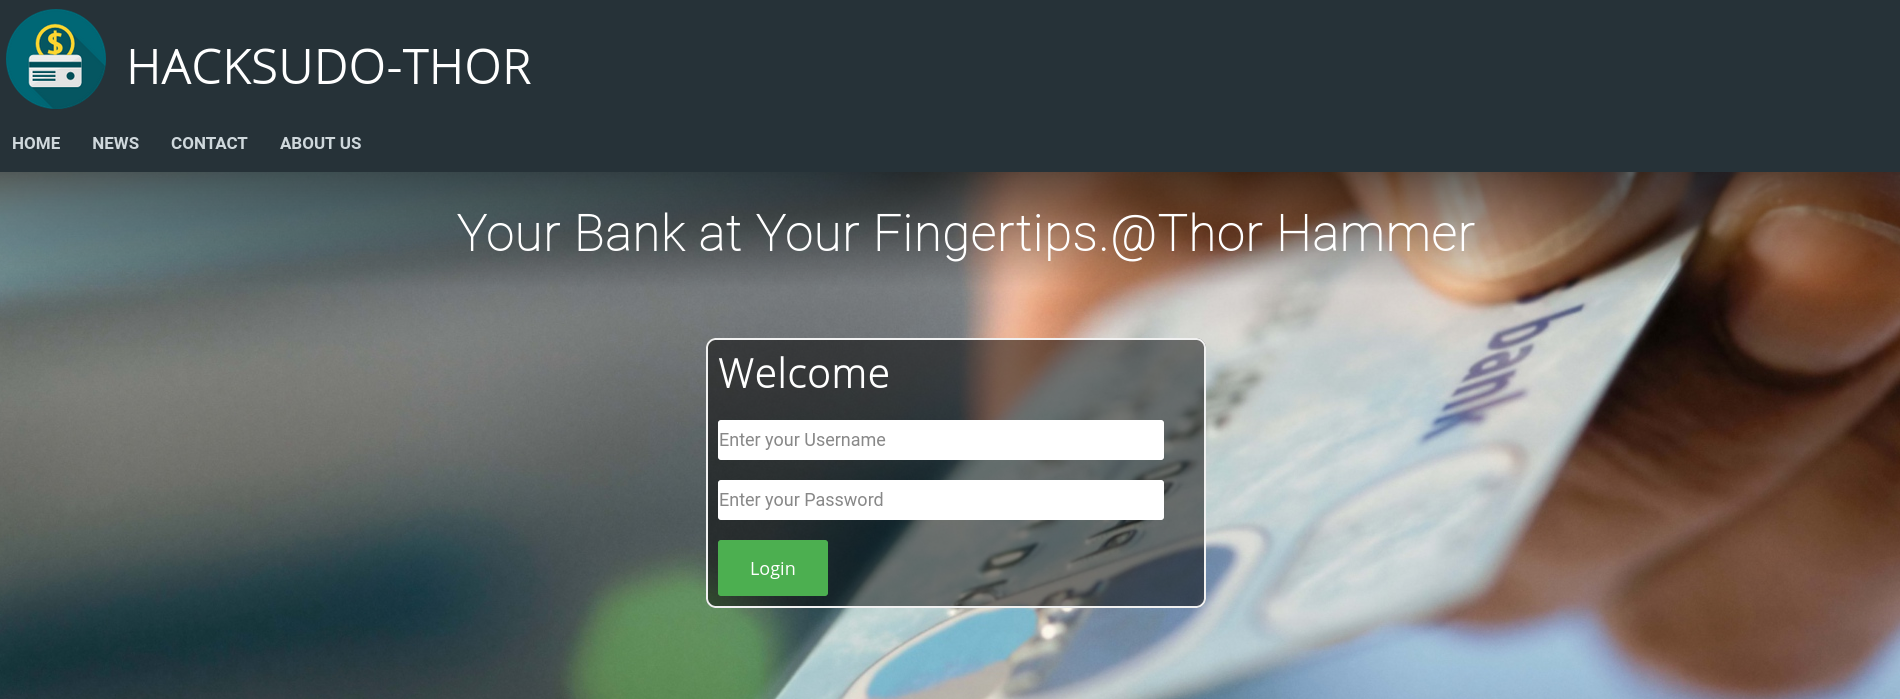 HACKSUDO-THOR
HOME NEWS CONTACT ABOUT US
Your Bank at Your Fingertips.@Thor Hammer
bank
Welcome
Enter your Username
Enter your Password
Login